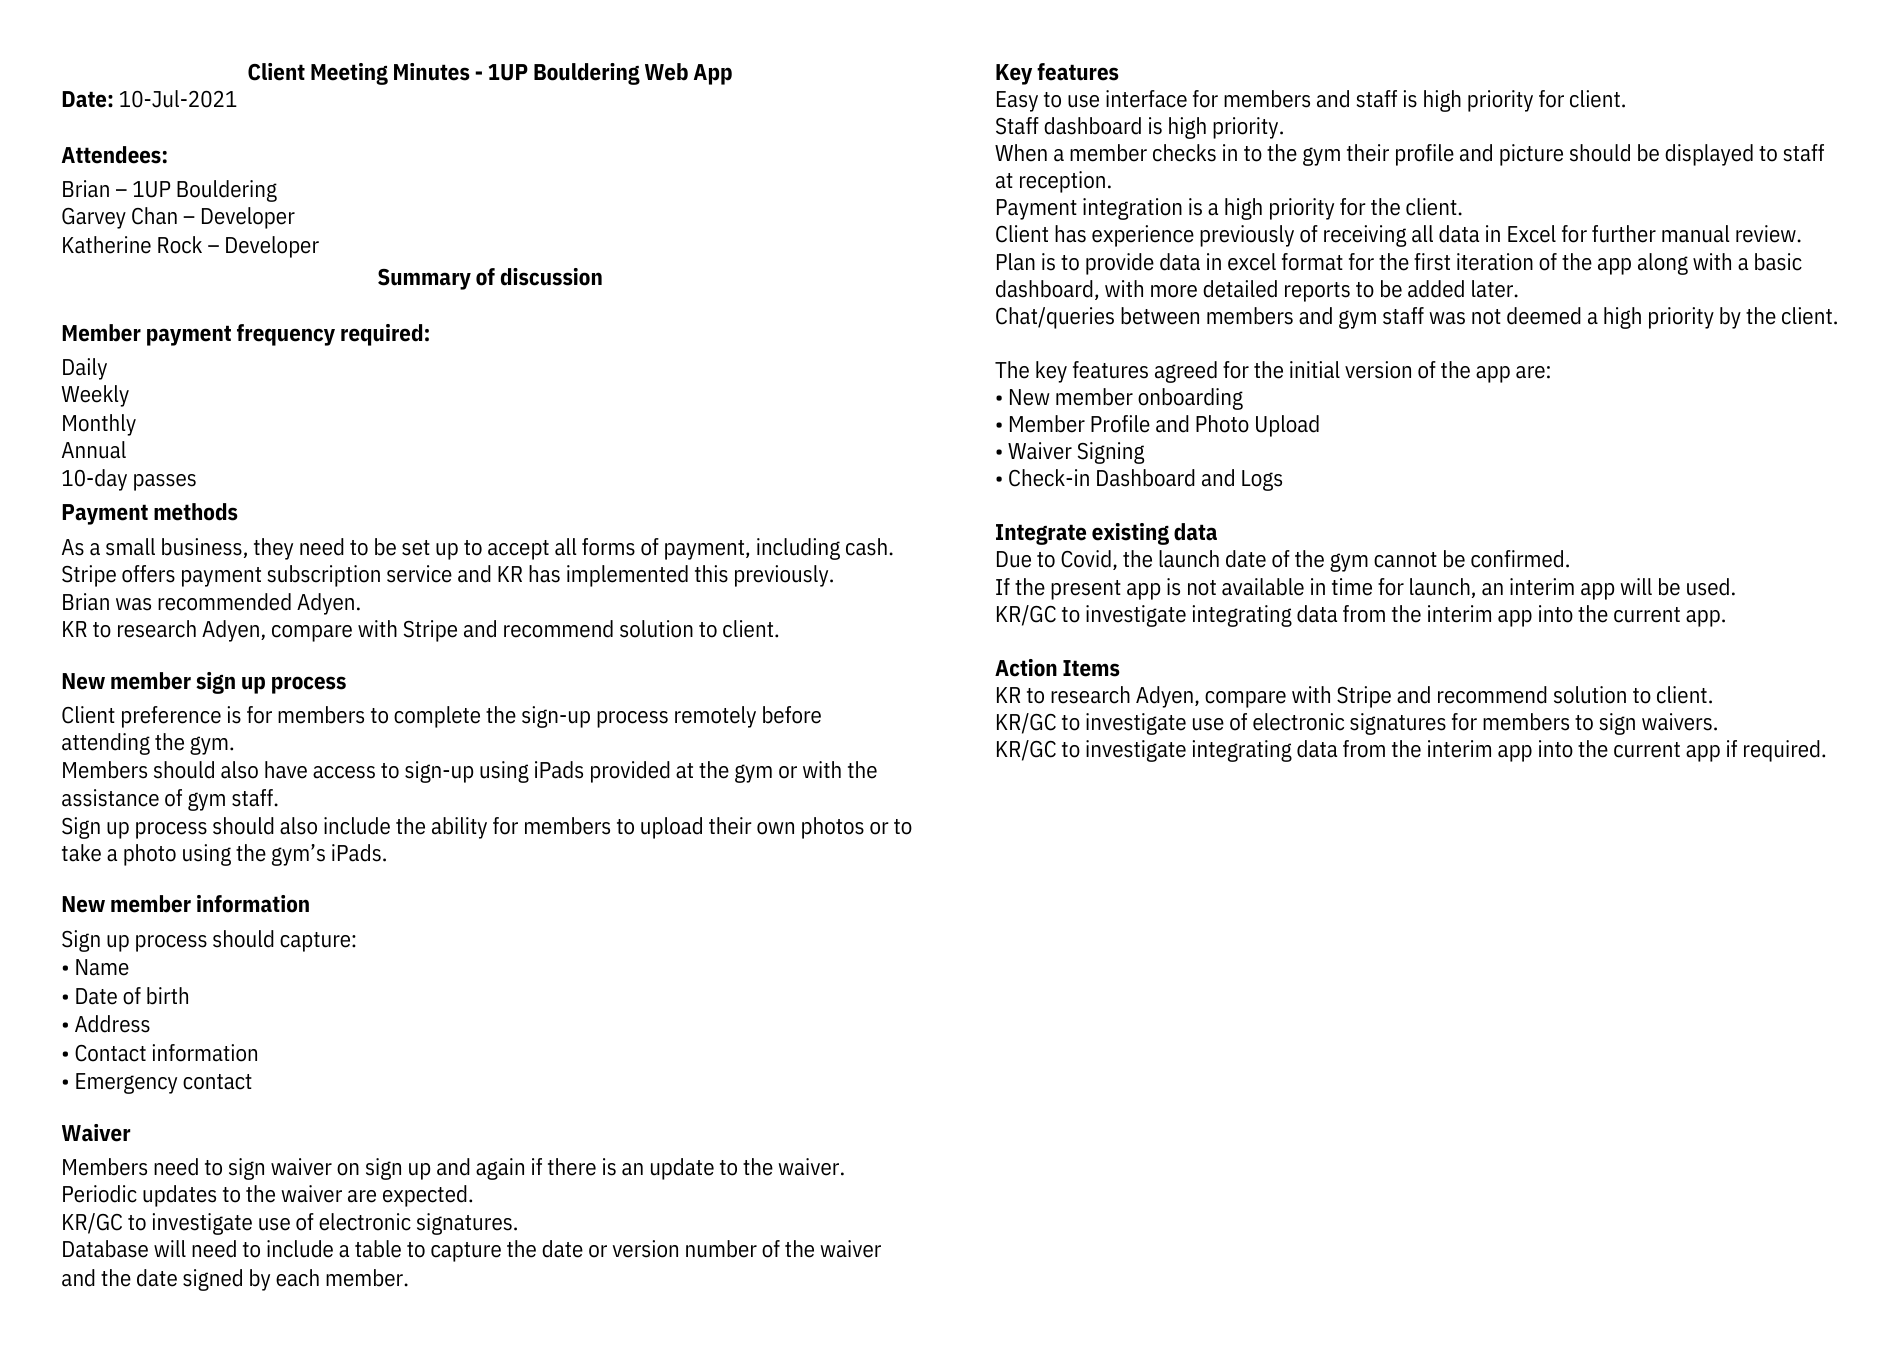 Client Meeting Minutes - 1UP Bouldering Web App
Date: 10-Jul-2021
Attendees:
Brian – 1UP Bouldering
Garvey Chan – Developer
Katherine Rock – Developer
Summary of discussion
Member payment frequency required:
Daily
Weekly
Monthly
Annual
10-day passes
Payment methods
As a small business, they need to be set up to accept all forms of payment, including cash.
Stripe offers payment subscription service and KR has implemented this previously.
Brian was recommended Adyen.
KR to research Adyen, compare with Stripe and recommend solution to client.
New member sign up process
Client preference is for members to complete the sign-up process remotely before
attending the gym.
Members should also have access to sign-up using iPads provided at the gym or with the
assistance of gym staff.
Sign up process should also include the ability for members to upload their own photos or to
take a photo using the gym’s iPads.
New member information
Sign up process should capture:
• Name
• Date of birth
• Address
• Contact information
• Emergency contact
Waiver
Members need to sign waiver on sign up and again if there is an update to the waiver.
Periodic updates to the waiver are expected.
KR/GC to investigate use of electronic signatures.
Database will need to include a table to capture the date or version number of the waiver
and the date signed by each member.
Key features
Easy to use interface for members and staff is high priority for client.
Staff dashboard is high priority.
When a member checks in to the gym their profile and picture should be displayed to staff
at reception.
Payment integration is a high priority for the client.
Client has experience previously of receiving all data in Excel for further manual review.
Plan is to provide data in excel format for the first iteration of the app along with a basic
dashboard, with more detailed reports to be added later.
Chat/queries between members and gym staff was not deemed a high priority by the client.
The key features agreed for the initial version of the app are:
• New member onboarding
• Member Profile and Photo Upload
• Waiver Signing
• Check-in Dashboard and Logs
Integrate existing data
Due to Covid, the launch date of the gym cannot be confirmed.
If the present app is not available in time for launch, an interim app will be used.
KR/GC to investigate integrating data from the interim app into the current app.
Action Items
KR to research Adyen, compare with Stripe and recommend solution to client.
KR/GC to investigate use of electronic signatures for members to sign waivers.
KR/GC to investigate integrating data from the interim app into the current app if required.